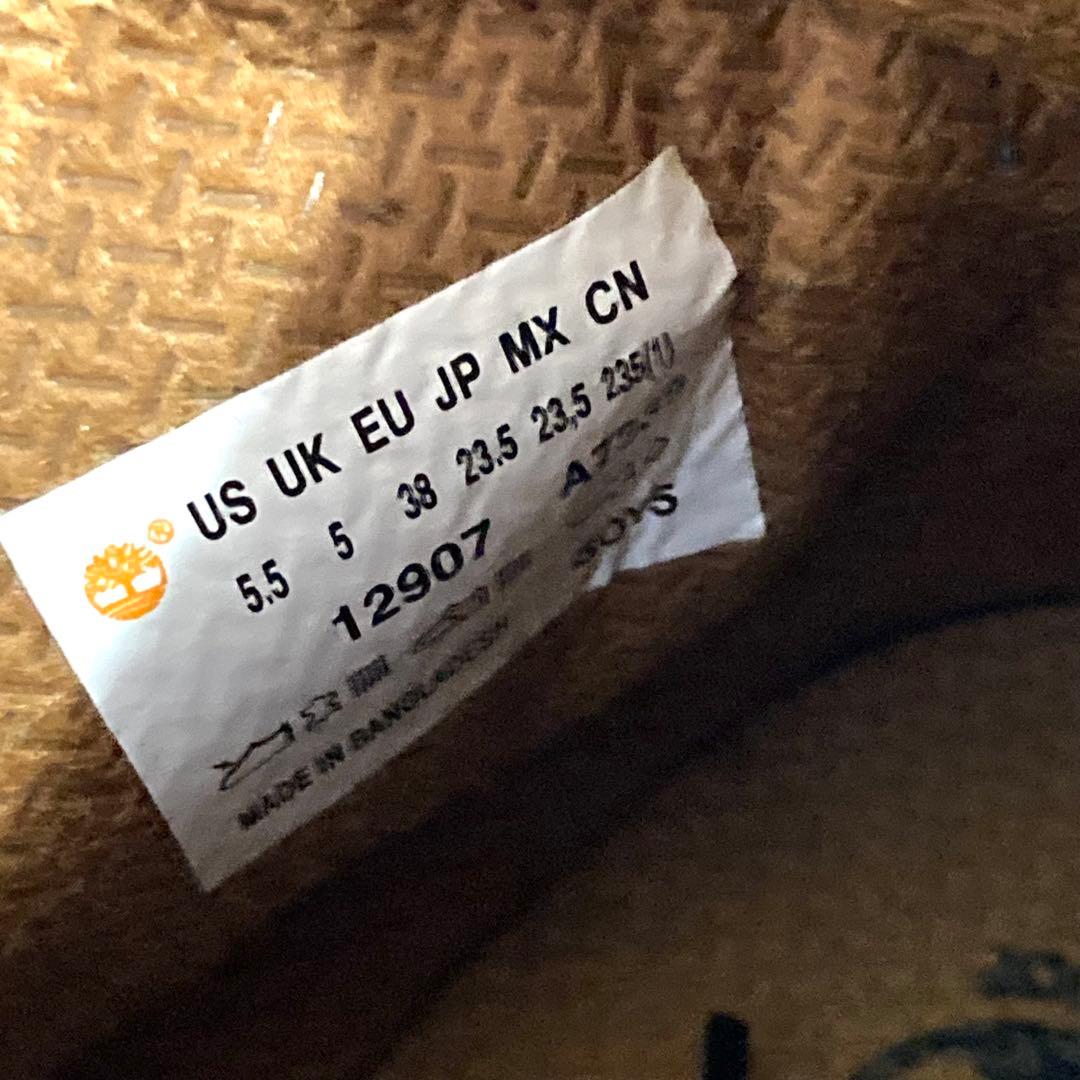 US UK EU JP MX CN
5.5 5 38 23.5 23,5 235(1)
12907
MADE IN BANGLADESH